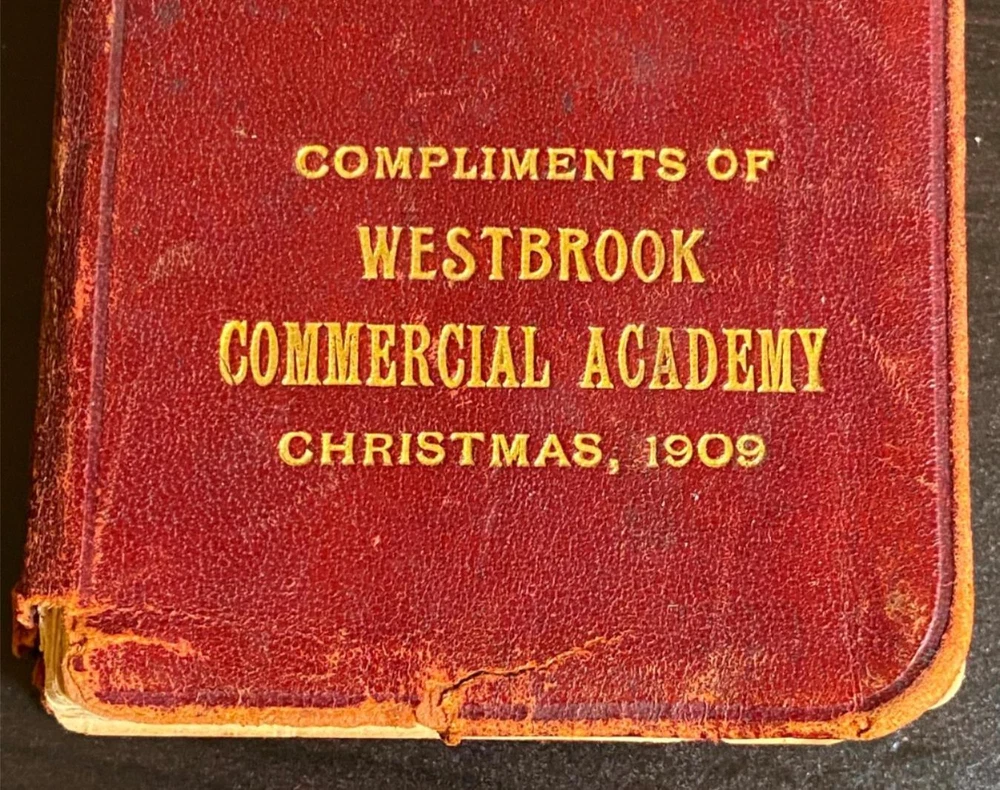 COMPLIMENTS OF
WESTBROOK
COMMERCIAL ACADEMY
CHRISTMAS, 1909